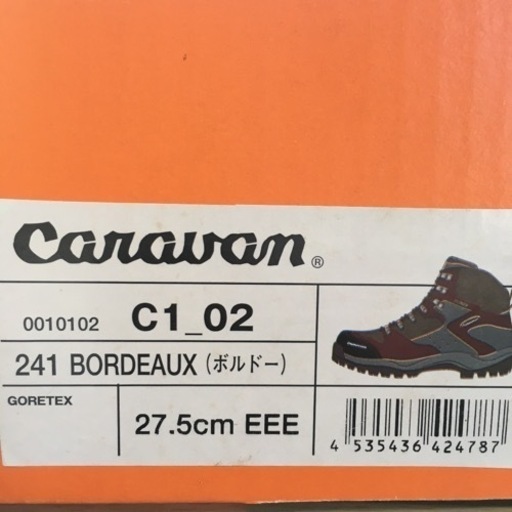 Caravan®
0010102 C1_02
241 BORDEAUX (ボルドー)
GORETEX
27.5cm EEE
4 535436 424787